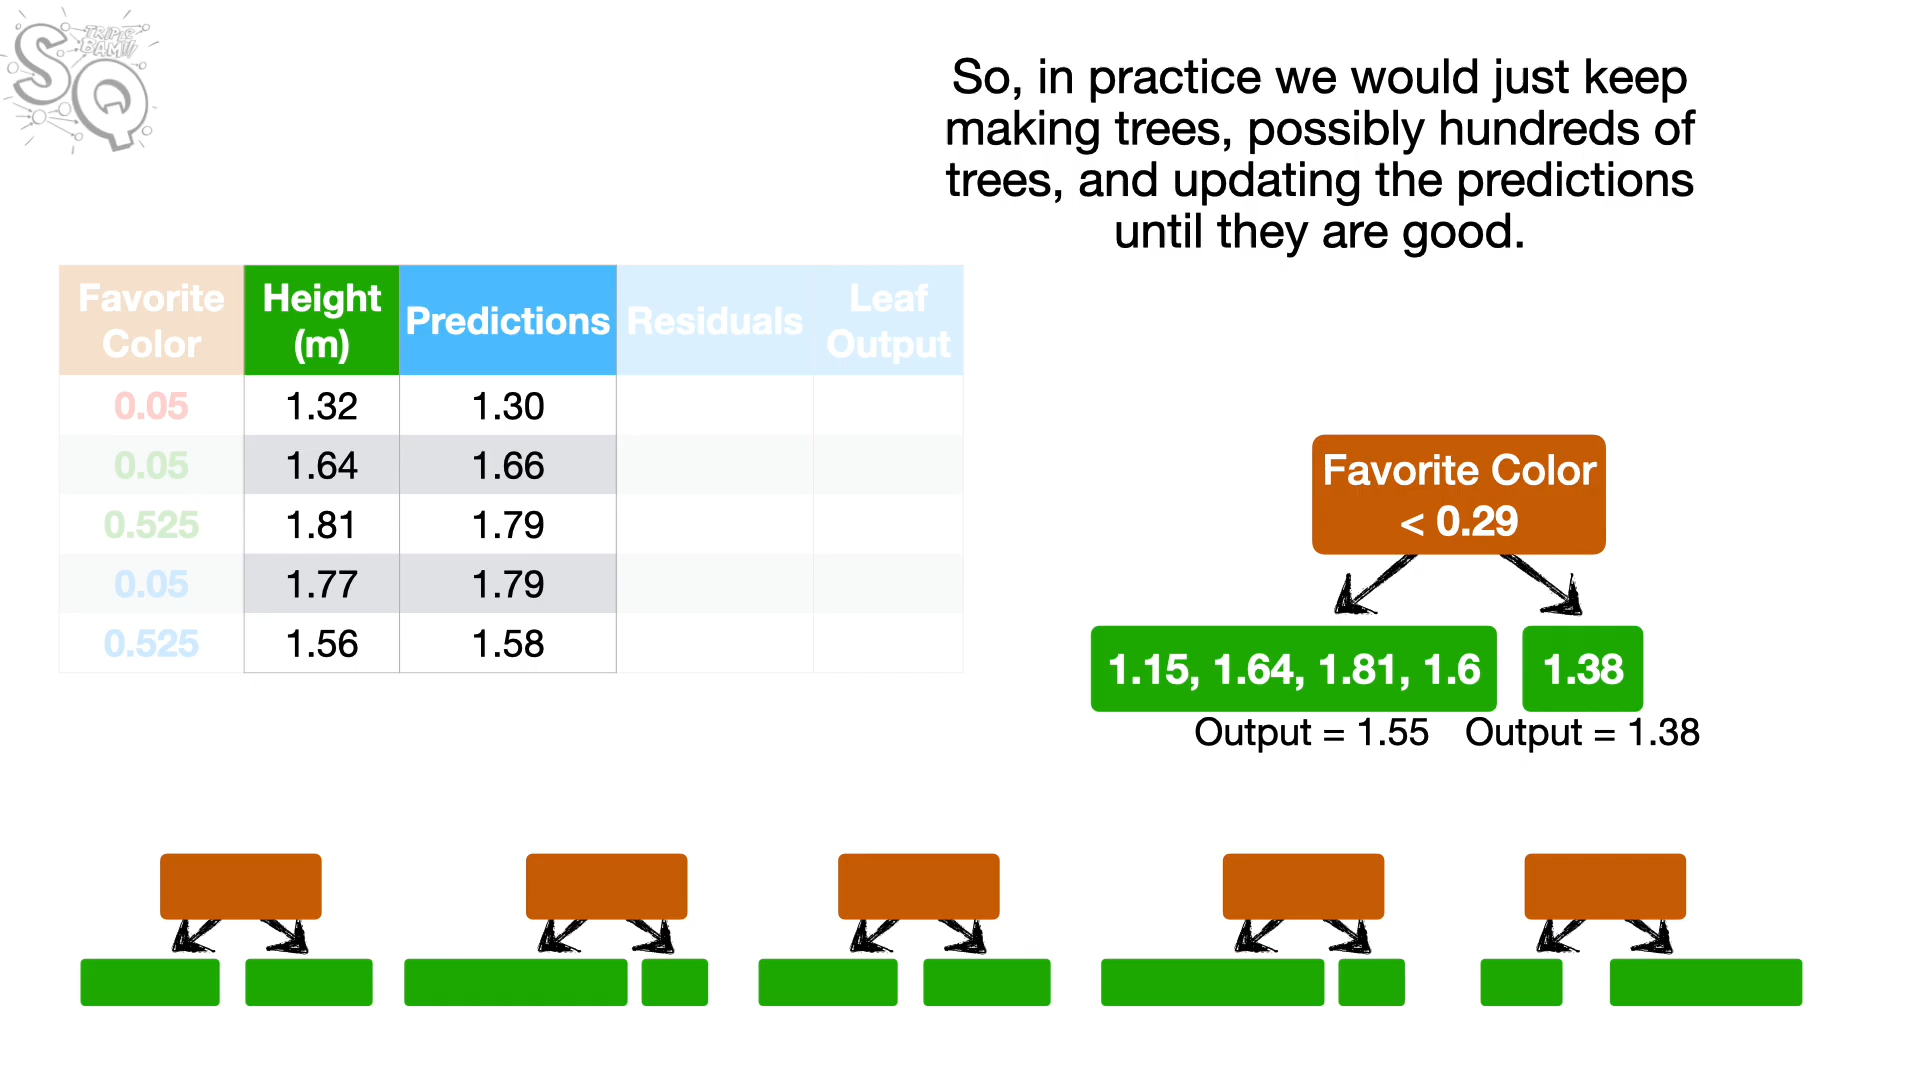 TRIPLE
BAM!!!
SQ
So, in practice we would just keep
making trees, possibly hundreds of
trees, and updating the predictions
until they are good.
Favorite Color Height (m) Predictions Residuals Leaf Output
0.05 1.32 1.30
0.05 1.64 1.66
0.525 1.81 1.79
0.05 1.77 1.79
0.525 1.56 1.58
Favorite Color
< 0.29
1.15, 1.64, 1.81, 1.6 1.38
Output = 1.55 Output = 1.38